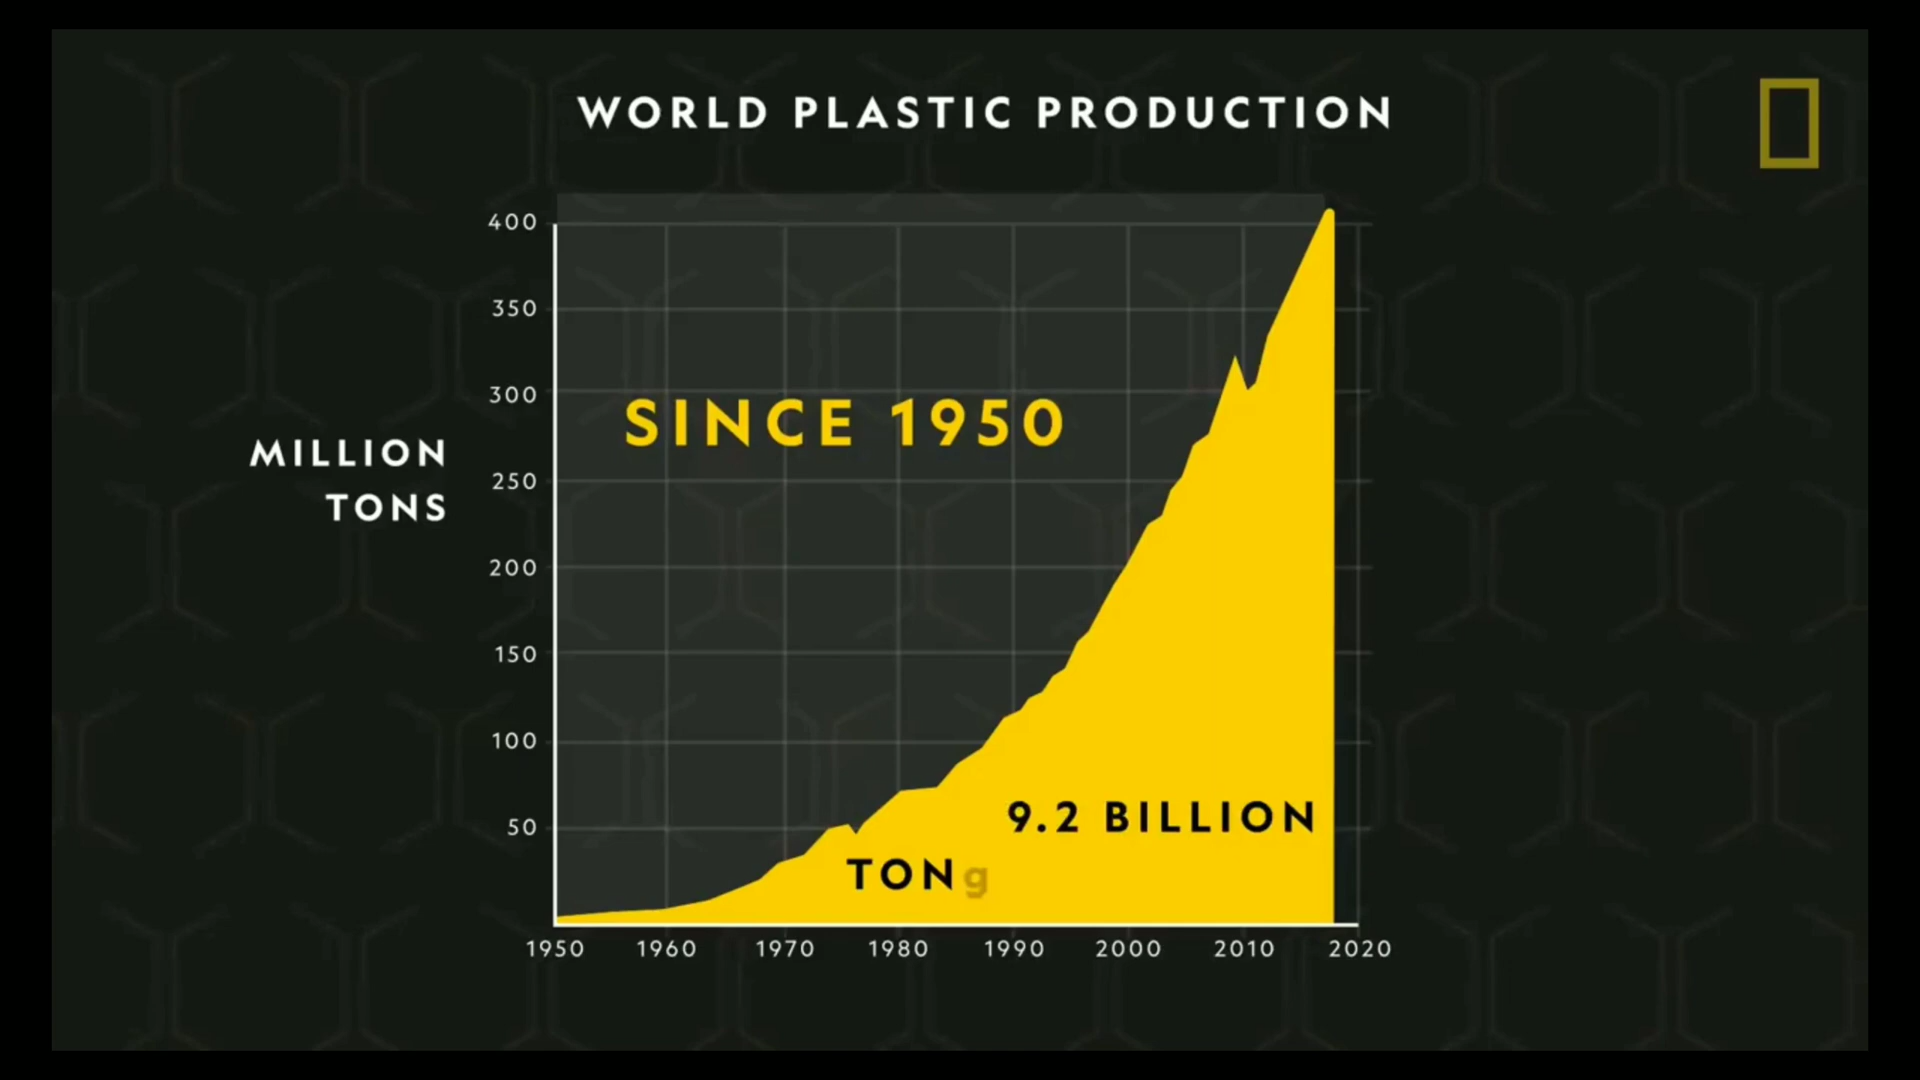 WORLD PLASTIC PRODUCTION
400
350
300
SINCE 1950
MILLION
TONS
250
200
150
100
50
9.2 BILLION
TONg
1950 1960 1970 1980 1990 2000 2010 2020